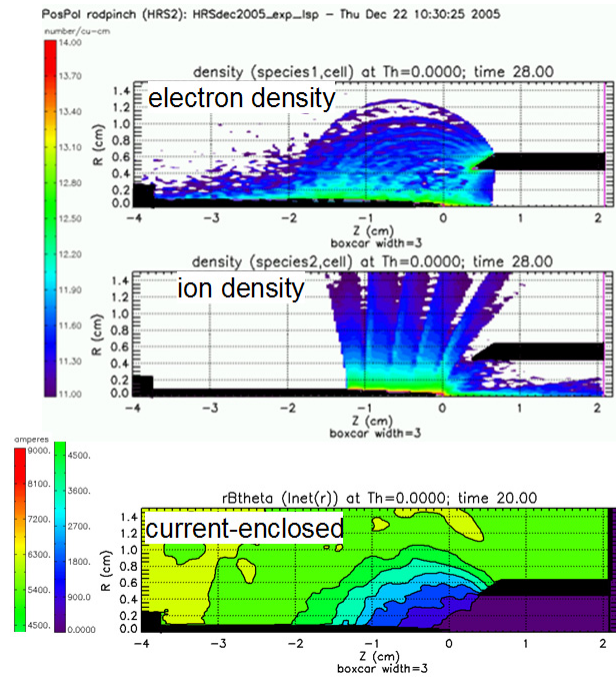 PosPol rodpinch (HRS2): HRSdec2005_exp_lsp – Thu Dec 22 10:30:25 2005
number/cu-cm
14.00
13.70
13.40
13.10
12.80
12.50
12.20
11.90
11.60
11.30
11.00
density (species1,cell) at Th=0.0000; time 28.00
electron density
R (cm)
1.4
1.2
1.0
0.8
0.6
0.4
0.2
0.0
-4 -3 -2 -1 0 1 2
Z (cm)
boxcar width=3
density (species2,cell) at Th=0.0000; time 28.00
ion density
R (cm)
1.4
1.2
1.0
0.8
0.6
0.4
0.2
0.0
-4 -3 -2 -1 0 1 2
Z (cm)
boxcar width=3
amperes
9000.
8100.
7200.
6300.
5400.
4500.
4500.
3600.
2700.
1800.
900.0
0.0000
rBtheta (Inet(r)) at Th=0.0000; time 20.00
current-enclosed
R (cm)
1.4
1.2
1.0
0.8
0.6
0.4
0.2
0.0
-4 -3 -2 -1 0 1 2
Z (cm)
boxcar width=3